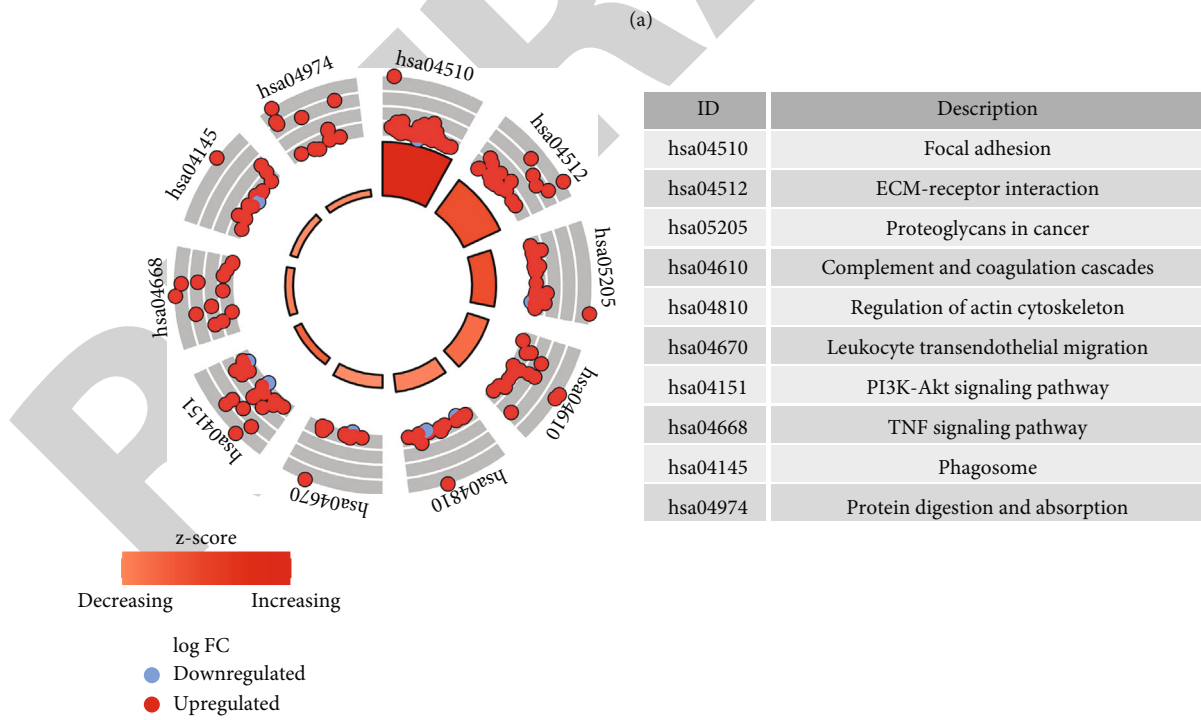 (a)
hsa04510
hsa04512
hsa05205
hsa04610
hsa04810
hsa04670
hsa04151
hsa04668
hsa04145
hsa04974
ID Description
hsa04510 Focal adhesion
hsa04512 ECM-receptor interaction
hsa05205 Proteoglycans in cancer
hsa04610 Complement and coagulation cascades
hsa04810 Regulation of actin cytoskeleton
hsa04670 Leukocyte transendothelial migration
hsa04151 PI3K-Akt signaling pathway
hsa04668 TNF signaling pathway
hsa04145 Phagosome
hsa04974 Protein digestion and absorption
z-score
Decreasing Increasing
log FC
Downregulated
Upregulated